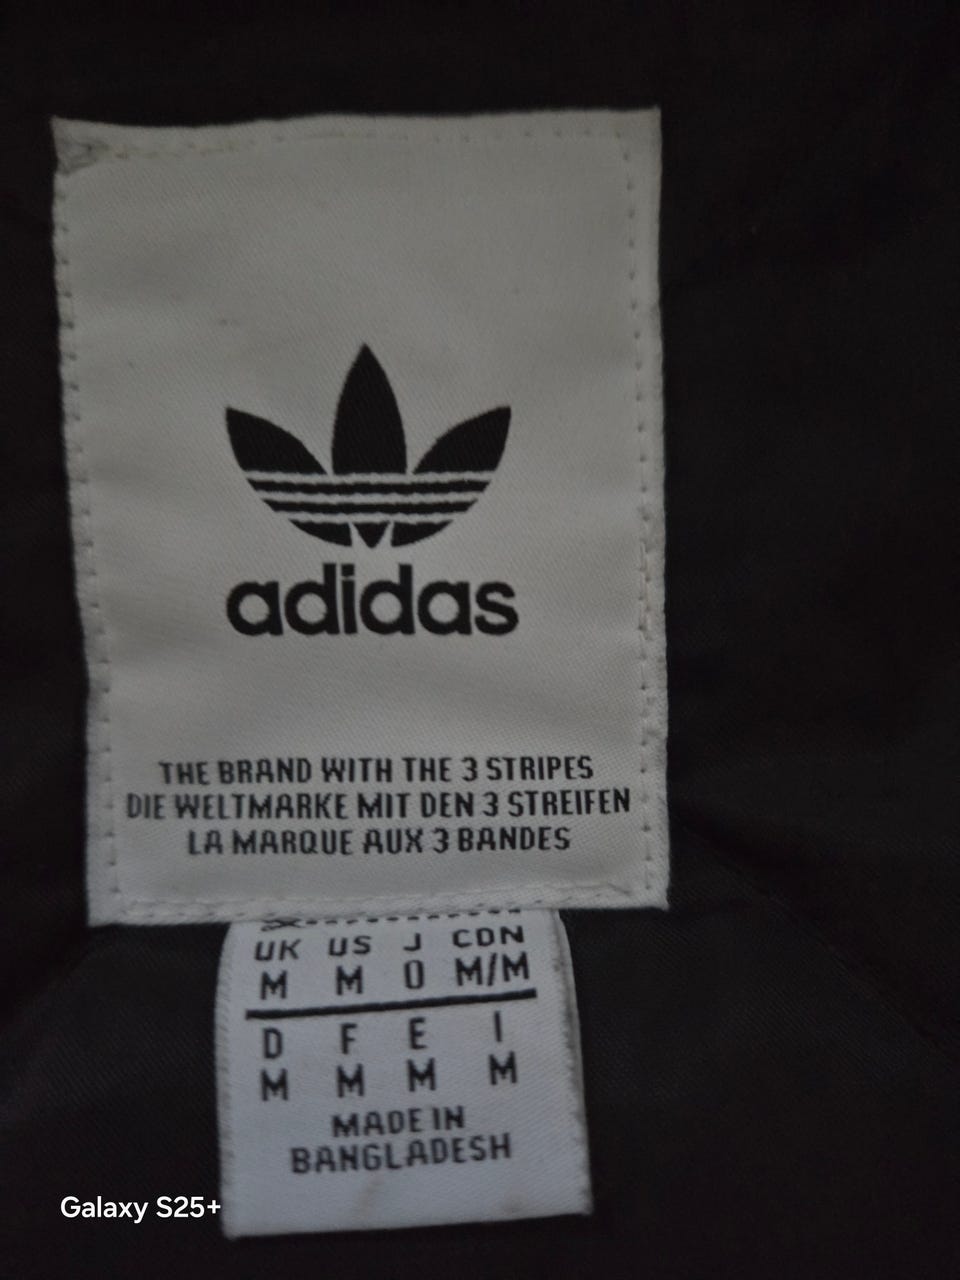 adidas
THE BRAND WITH THE 3 STRIPES
DIE WELTMARKE MIT DEN 3 STREIFEN
LA MARQUE AUX 3 BANDES
UK US J CDN
M M O M/M
D F E I
M M M M
MADE IN
BANGLADESH
Galaxy S25+